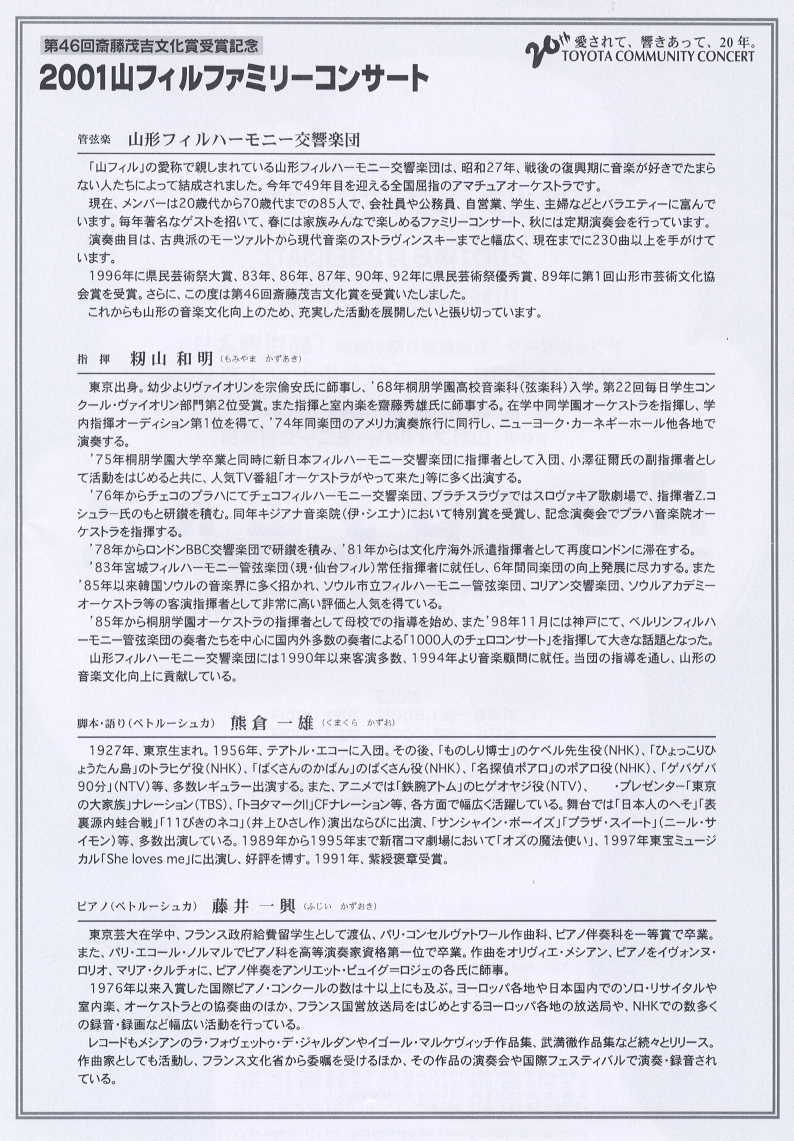 第46回斎藤茂吉文化賞受賞記念
2001山フィルファミリーコンサート
20th 愛されて、響きあって、20年。
TOYOTA COMMUNITY CONCERT
管弦楽 山形フィルハーモニー交響楽団
「山フィル」の愛称で親しまれている山形フィルハーモニー交響楽団は、昭和27年、戦後の復興期に音楽が好きでたまら
ない人たちによって結成されました。今年で49年目を迎える全国屈指のアマチュアオーケストラです。
現在、メンバーは20歳代から70歳代までの85人で、会社員や公務員、自営業、学生、主婦などとバラエティーに富んで
います。毎年著名なゲストを招いて、春には家族みんなで楽しめるファミリーコンサート、秋には定期演奏会を行っています。
演奏曲目は、古典派のモーツァルトから現代音楽のストラヴィンスキーまでと幅広く、現在までに230曲以上を手がけて
います。
1996年に県民芸術祭大賞、83年、86年、87年、90年、92年に県民芸術祭優秀賞、89年に第1回山形市芸術文化協
会賞を受賞。さらに、この度は第46回斎藤茂吉文化賞を受賞いたしました。
これからも山形の音楽文化向上のため、充実した活動を展開したいと張り切っています。
指 揮 籾山 和明 (もみやま かずあき)
東京出身。幼少よりヴァイオリンを宗倫安氏に師事し、'68年桐朋学園高校音楽科(弦楽科)入学。第22回毎日学生コン
クール・ヴァイオリン部門第2位受賞。また指揮と室内楽を齋藤秀雄氏に師事する。在学中同学園オーケストラを指揮し、学
内指揮オーディション第1位を得て、'74年同楽団のアメリカ演奏旅行に同行し、ニューヨーク・カーネギーホール他各地で
演奏する。
'75年桐朋学園大学卒業と同時に新日本フィルハーモニー交響楽団に指揮者として入団、小澤征爾氏の副指揮者とし
て活動をはじめると共に、人気TV番組「オーケストラがやって来た」等に多く出演する。
'76年からチェコのプラハにてチェコフィルハーモニー交響楽団、ブラチスラヴァではスロヴァキア歌劇場で、指揮者Z.コ
シュラー氏のもと研鑽を積む。同年キジアナ音楽院(伊・シエナ)において特別賞を受賞し、記念演奏会でプラハ音楽院オー
ケストラを指揮する。
'78年からロンドンBBC交響楽団で研鑽を積み、'81年からは文化庁海外派遣指揮者として再度ロンドンに滞在する。
'83年宮城フィルハーモニー管弦楽団(現・仙台フィル)常任指揮者に就任し、6年間同楽団の向上発展に尽力する。また
'85年以来韓国ソウルの音楽界に多く招かれ、ソウル市立フィルハーモニー管弦楽団、コリアン交響楽団、ソウルアカデミー
オーケストラ等の客演指揮者として非常に高い評価と人気を得ている。
'85年から桐朋学園オーケストラの指揮者として母校での指導を始め、また'98年11月には神戸にて、ベルリンフィルハ
ーモニー管弦楽団の奏者たちを中心に国内外多数の奏者による「1000人のチェロコンサート」を指揮して大きな話題となった。
山形フィルハーモニー交響楽団には1990年以来客演多数、1994年より音楽顧問に就任。当団の指導を通し、山形の
音楽文化向上に貢献している。
脚本・語り(ペトルーシュカ) 熊倉 一雄 (くまくら かずお)
1927年、東京生まれ。1956年、テアトル・エコーに入団。その後、「ものしり博士」のケペル先生役(NHK)、「ひょっこりひ
ょうたん島」のトラヒゲ役(NHK)、「ばくさんのかばん」のばくさん役(NHK)、「名探偵ポアロ」のポアロ役(NHK)、「ゲバゲバ
90分」(NTV)等、多数レギュラー出演する。また、アニメでは「鉄腕アトム」のヒゲオヤジ役(NTV)、 ・プレゼンター「東京
の大家族」ナレーション(TBS)、「トヨタマークII」CFナレーション等、各方面で幅広く活躍している。舞台では「日本人のへそ」「表
裏源内蛙合戦」「11ぴきのネコ」(井上ひさし作)演出ならびに出演、「サンシャイン・ボーイズ」「プラザ・スイート」(ニール・サ
イモン)等、多数出演している。1989年から1995年まで新宿コマ劇場において「オズの魔法使い」、1997年東宝ミュージ
カル「She loves me」に出演し、好評を博す。1991年、紫綬褒章受賞。
ピアノ(ペトルーシュカ) 藤井 一興 (ふじい かずおき)
東京芸大在学中、フランス政府給費留学生として渡仏、パリ・コンセルヴァトワール作曲科、ピアノ伴奏科を一等賞で卒業。
また、パリ・エコール・ノルマルでピアノ科を高等演奏家資格第一位で卒業。作曲をオリヴィエ・メシアン、ピアノをイヴォンヌ・
ロリオ、マリア・クルチォに、ピアノ伴奏をアンリエット・ピュイグ=ロジェの各氏に師事。
1976年以来入賞した国際ピアノ・コンクールの数は十以上にも及ぶ。ヨーロッパ各地や日本国内でのソロ・リサイタルや
室内楽、オーケストラとの協奏曲のほか、フランス国営放送局をはじめとするヨーロッパ各地の放送局や、NHKでの数多く
の録音・録画など幅広い活動を行っている。
レコードもメシアンのラ・フォヴェットゥ・デ・ジャルダンやイゴール・マルケヴィッチ作品集、武満徹作品集など続々とリリース。
作曲家としても活動し、フランス文化省から委嘱を受けるほか、その作品の演奏会や国際フェスティバルで演奏・録音され
ている。